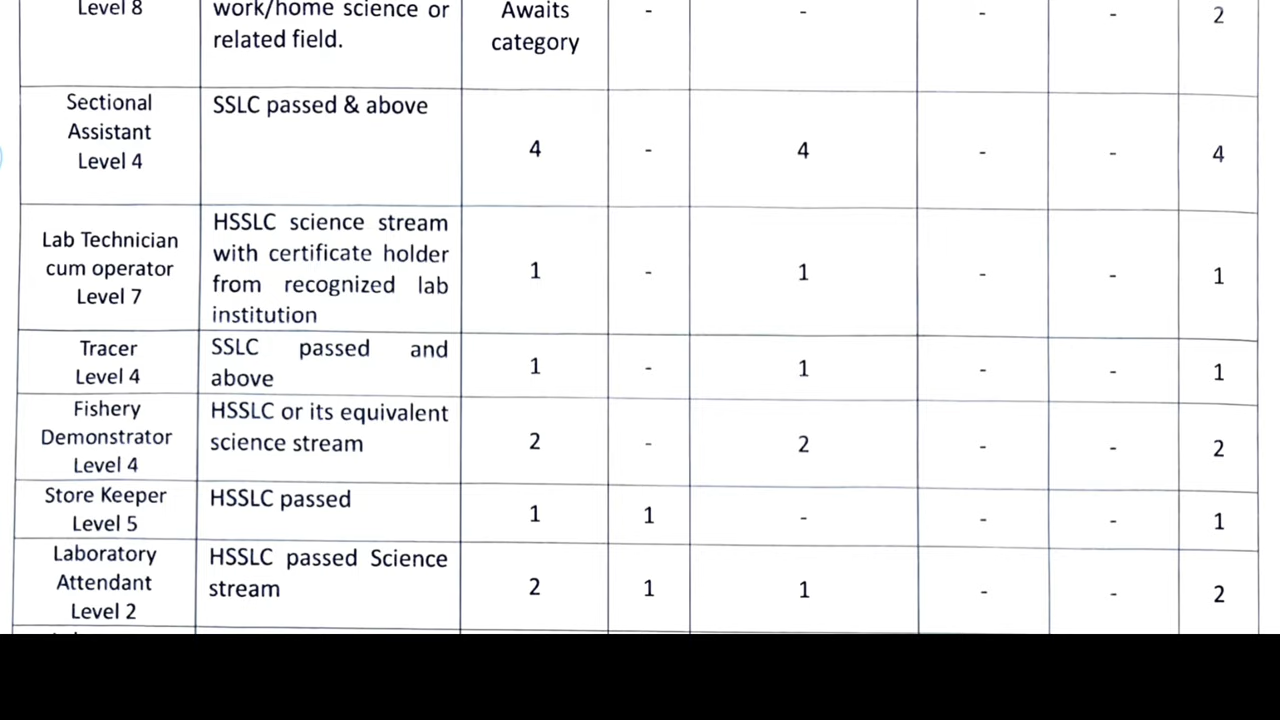 Level 8
work/home science or
related field.
Awaits
category
-
-
-
-
2
Sectional
Assistant
Level 4
SSLC passed & above
4
-
4
-
-
4
Lab Technician
cum operator
Level 7
HSSLC science stream
with certificate holder
from recognized lab
institution
1
-
1
-
-
1
Tracer
Level 4
SSLC passed and
above
1
-
1
-
-
1
Fishery
Demonstrator
Level 4
HSSLC or its equivalent
science stream
2
-
2
-
-
2
Store Keeper
Level 5
HSSLC passed
1
1
-
-
-
1
Laboratory
Attendant
Level 2
HSSLC passed Science
stream
2
1
1
-
-
2